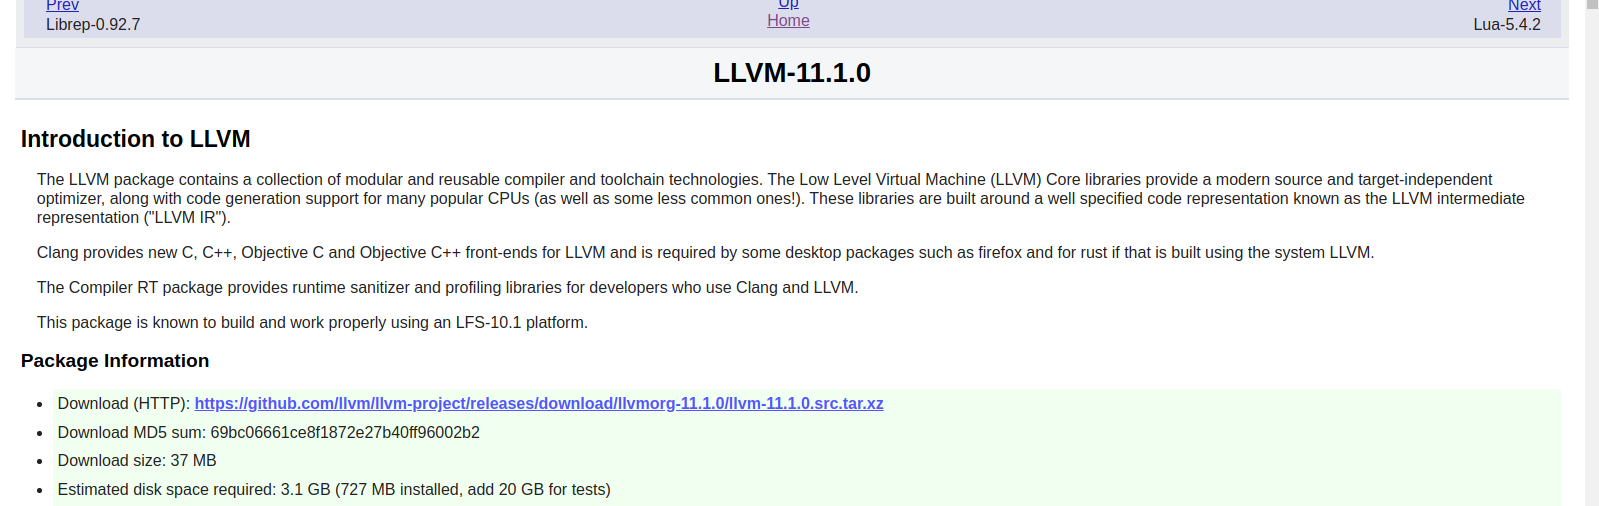 Prev
Up
Next
Librep-0.92.7
Home
Lua-5.4.2
LLVM-11.1.0
Introduction to LLVM
The LLVM package contains a collection of modular and reusable compiler and toolchain technologies. The Low Level Virtual Machine (LLVM) Core libraries provide a modern source and target-independent
optimizer, along with code generation support for many popular CPUs (as well as some less common ones!). These libraries are built around a well specified code representation known as the LLVM intermediate
representation ("LLVM IR").
Clang provides new C, C++, Objective C and Objective C++ front-ends for LLVM and is required by some desktop packages such as firefox and for rust if that is built using the system LLVM.
The Compiler RT package provides runtime sanitizer and profiling libraries for developers who use Clang and LLVM.
This package is known to build and work properly using an LFS-10.1 platform.
Package Information
• Download (HTTP): https://github.com/llvm/llvm-project/releases/download/llvmorg-11.1.0/llvm-11.1.0.src.tar.xz
• Download MD5 sum: 69bc06661ce8f1872e27b40ff96002b2
• Download size: 37 MB
• Estimated disk space required: 3.1 GB (727 MB installed, add 20 GB for tests)